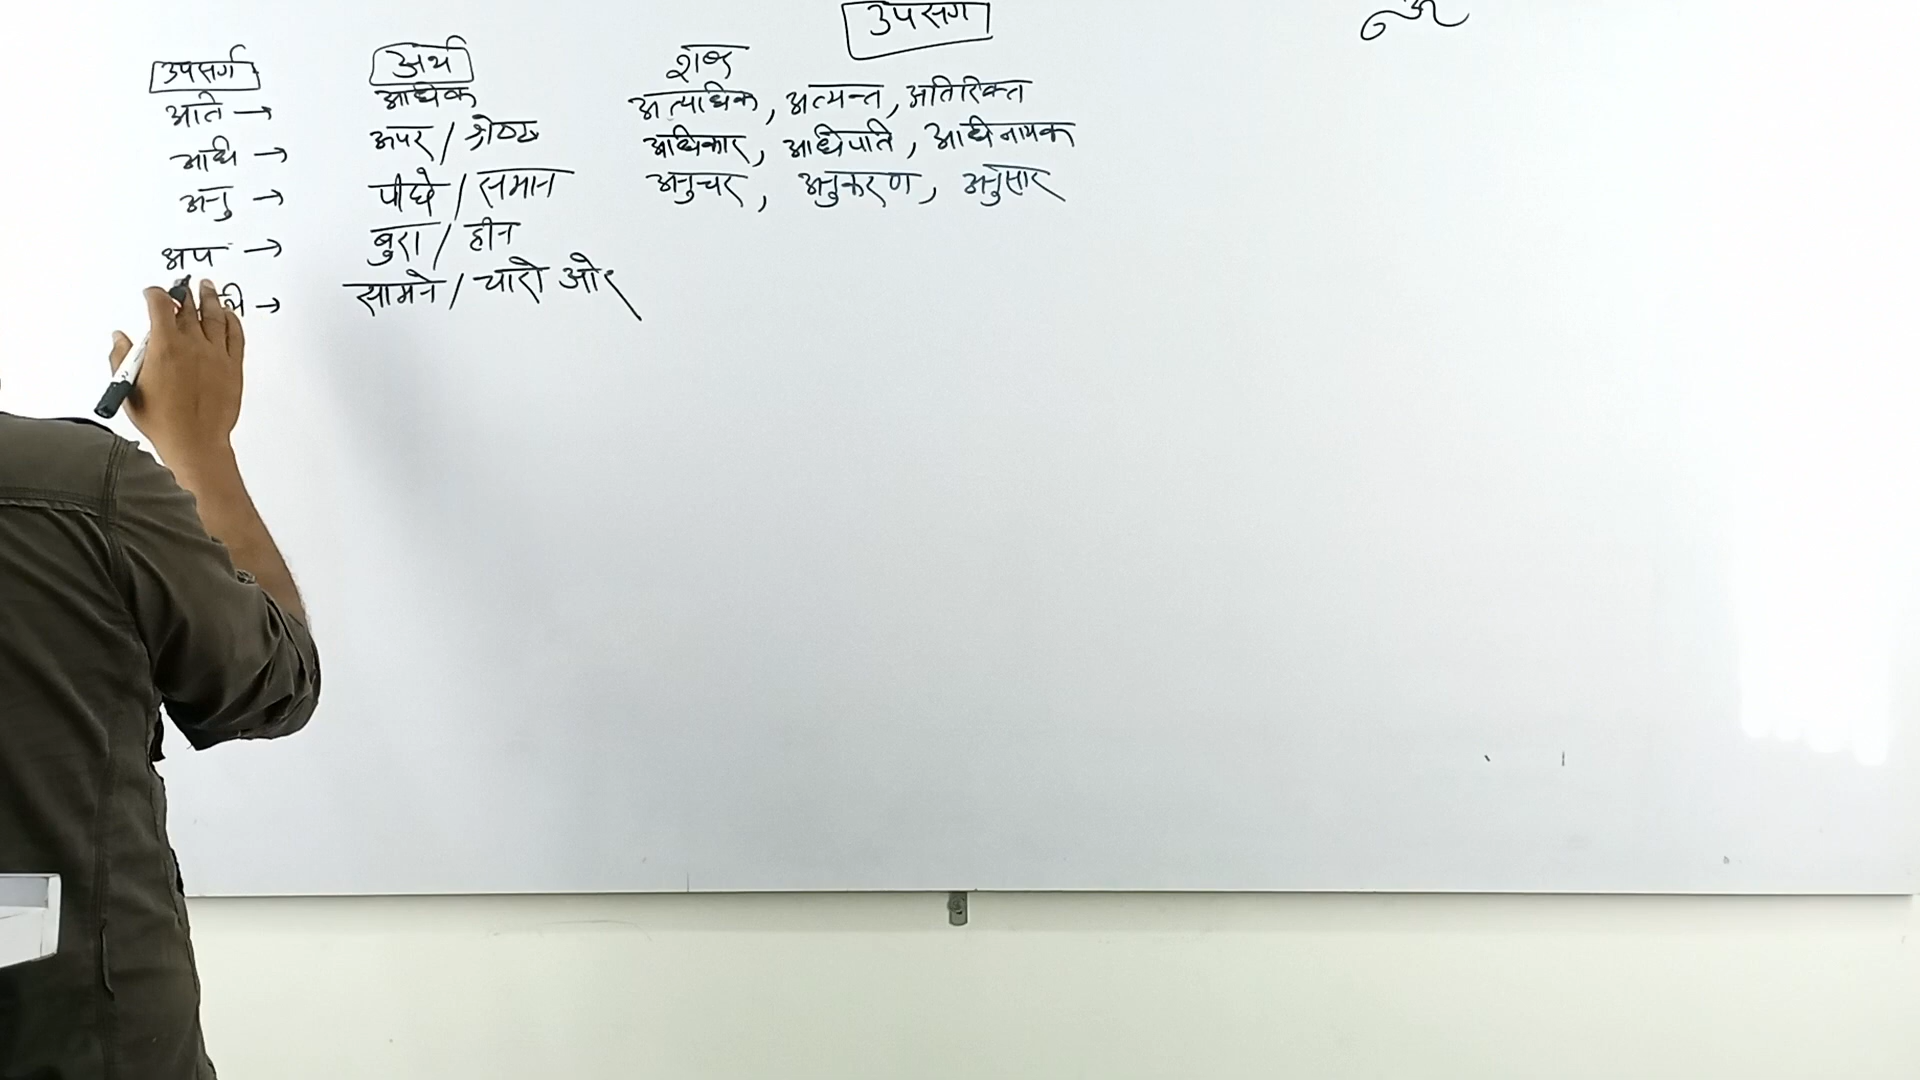 उपसर्ग
उपसर्ग अर्थ शब्द
अति → अधिक अत्याधिक, अत्यन्त, अतिरिक्त
अधि → ऊपर / श्रेष्ठ अधिकार, अधिपति, अधिनायक
अनु → पीछे / समान अनुचर, अनुकरण, अनुसार
अप → बुरा / हीन
→ सामने / चारो ओर